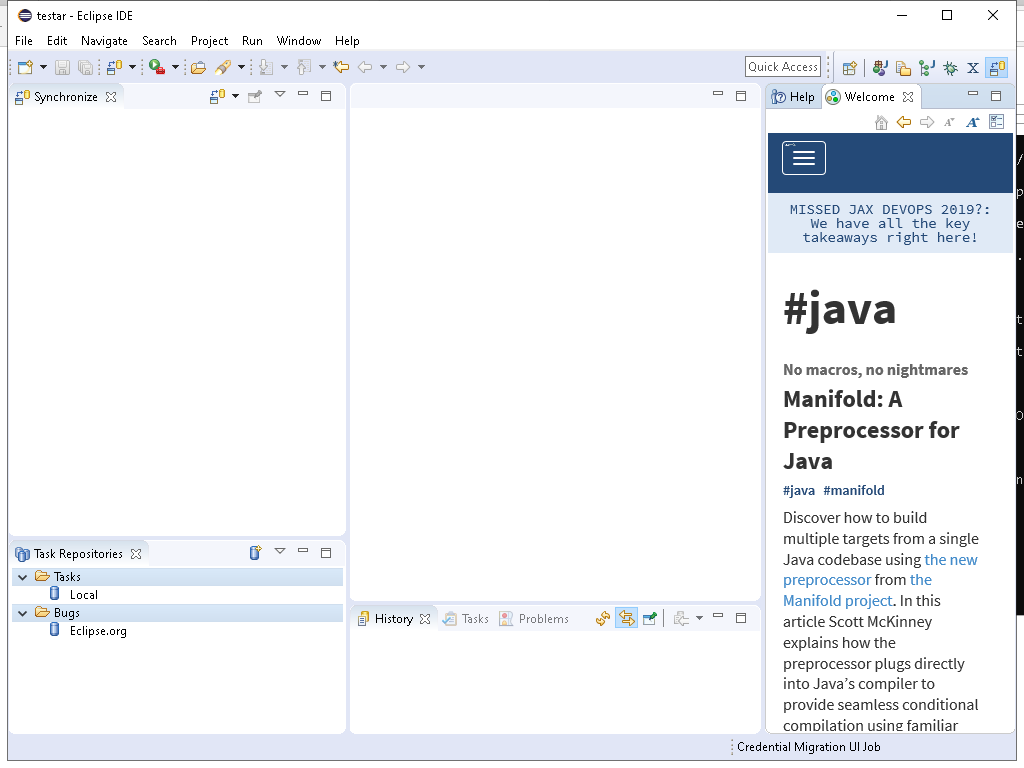 testar - Eclipse IDE
File Edit Navigate Search Project Run Window Help
Quick Access
Synchronize
Help Welcome
MISSED JAX DEVOPS 2019?:
We have all the key
takeaways right here!
#java
No macros, no nightmares
Manifold: A
Preprocessor for
Java
#java #manifold
Discover how to build
multiple targets from a single
Java codebase using the new
preprocessor from the
Manifold project. In this
article Scott McKinney
explains how the
preprocessor plugs directly
into Java’s compiler to
provide seamless conditional
compilation using familiar
Task Repositories
Tasks
Local
Bugs
Eclipse.org
History Tasks Problems
Credential Migration UI Job